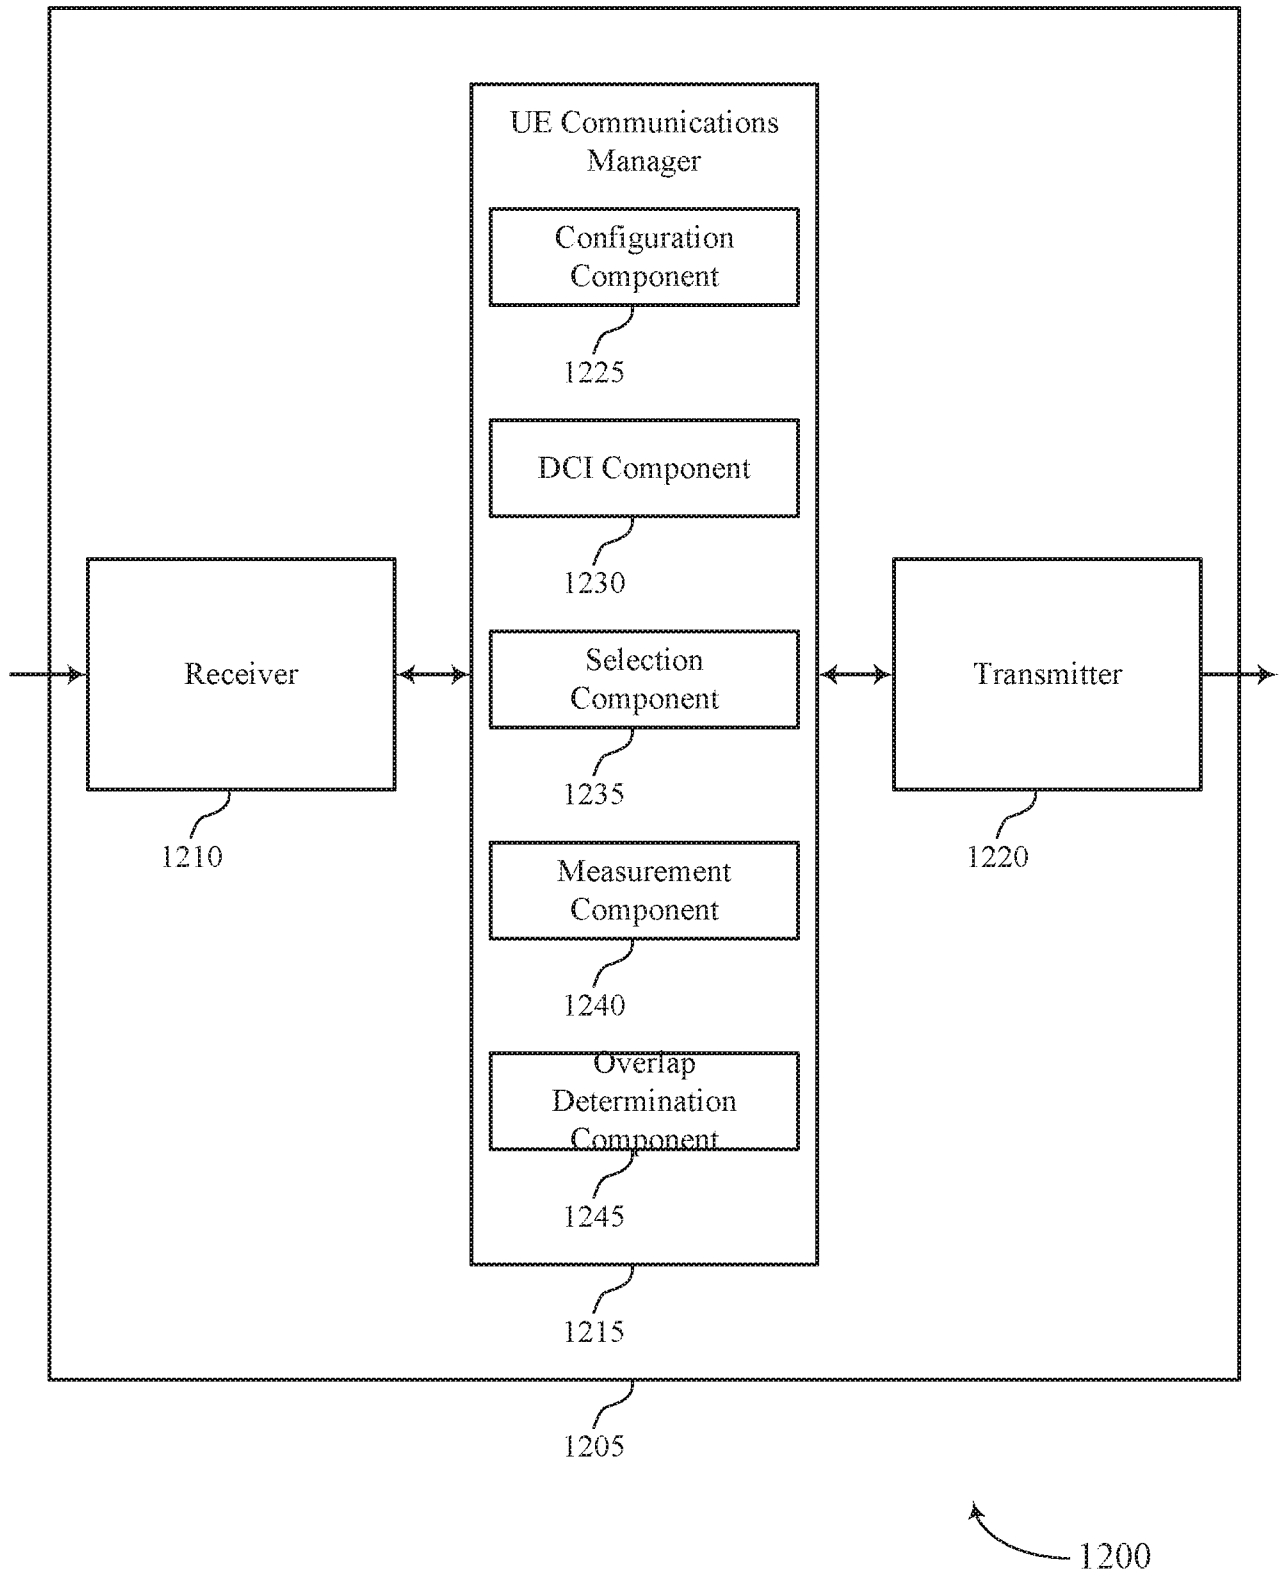 UE Communications
Manager
Configuration
Component
1225
DCI Component
1230
Receiver
1210
Selection
Component
1235
Transmitter
1220
Measurement
Component
1240
Overlap
Determination
Component
1245
1215
1205
1200